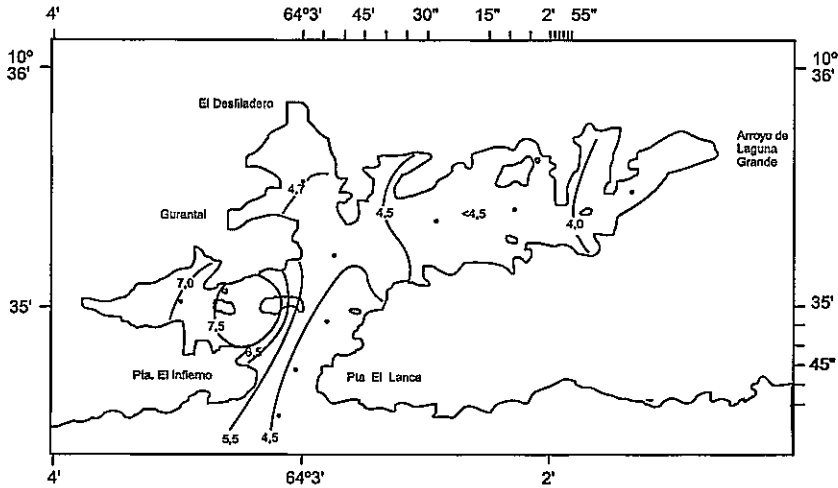 4' 64°3' 45' 30" 15" 2' 55"
10°
36'
10°
36'
El Desfiladero
Arroyo de
Laguna
Grande
4,7
Gurantal
4,5
<4,5
4,0
7,0
35'
35'
7,5
6,5
45"
Pta. El Infierno
Pta El Lance
5,5
4,5
4' 64°3' 2'